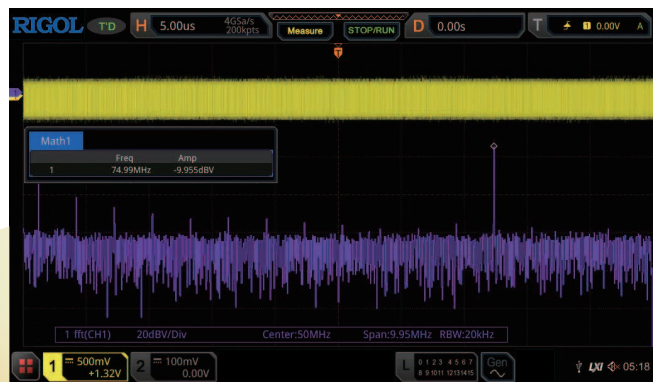 RIGOL T'D H 5.00us 4GSa/s 200kpts Measure STOP/RUN D 0.00s T 1 0.00V A
T
Math1
Freq Amp
1 74.99MHz -9.955dBV
1 fft(CH1) 20dBV/Div Center:50MHz Span:9.95MHz RBW:20kHz
1 500mV +1.32V 2 100mV 0.00V L 0 1 2 3 4 5 6 7 8 9 10 11 12 13 14 15 Gen LXI 05:18